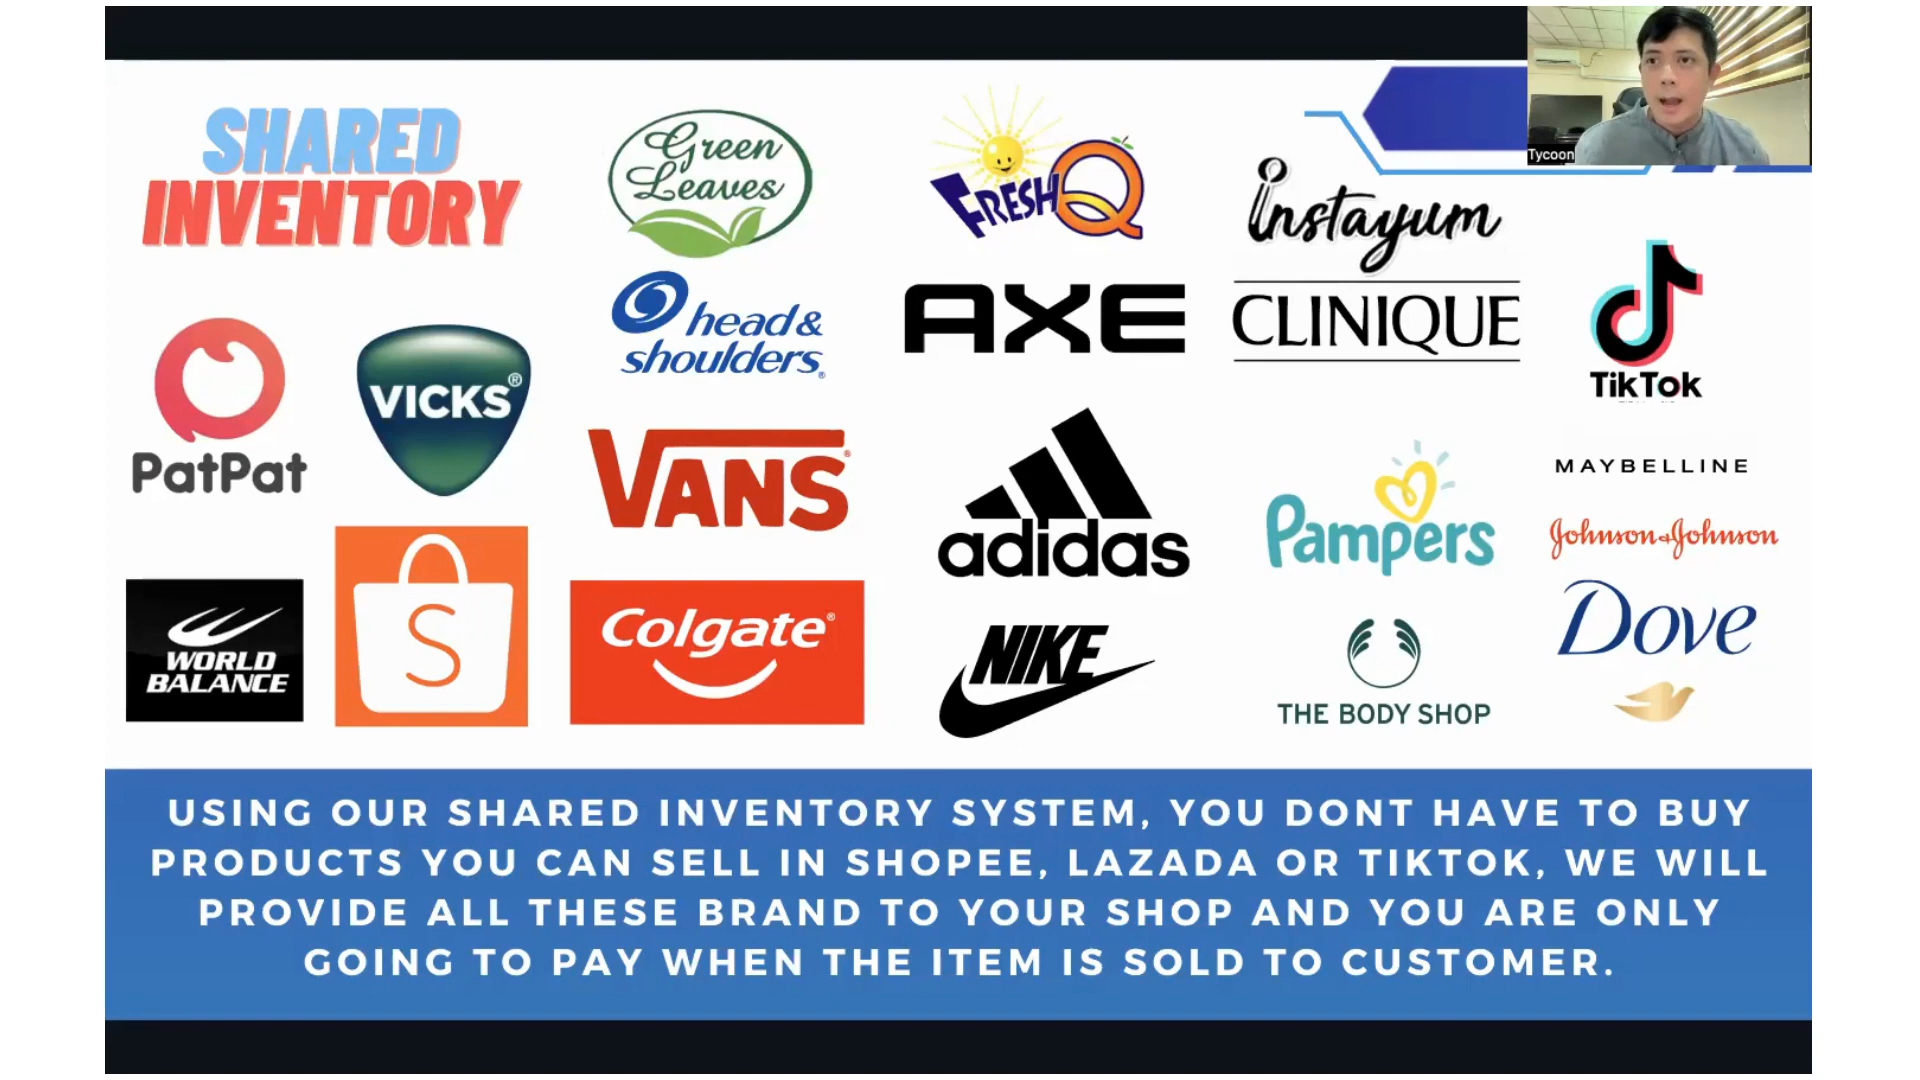 SHARED
INVENTORY
Green
Leaves
FRESH Q
instayum
Tycoon
PatPat
VICKS®
head &
shoulders®
AXE
CLINIQUE
TikTok
VANS®
adidas
Pampers
MAYBELLINE
Johnson & Johnson
WORLD
BALANCE
S
Colgate®
NIKE
THE BODY SHOP
Dove
USING OUR SHARED INVENTORY SYSTEM, YOU DONT HAVE TO BUY
PRODUCTS YOU CAN SELL IN SHOPEE, LAZADA OR TIKTOK, WE WILL
PROVIDE ALL THESE BRAND TO YOUR SHOP AND YOU ARE ONLY
GOING TO PAY WHEN THE ITEM IS SOLD TO CUSTOMER.